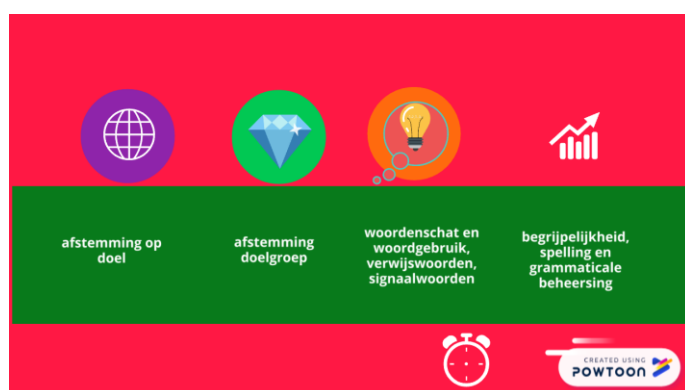 afstemming op
doel
afstemming
doelgroep
woordenschat en
woordgebruik,
verwijswoorden,
signaalwoorden
begrijpelijkheid,
spelling en
grammaticale
beheersing
CREATED USING
POWTOON